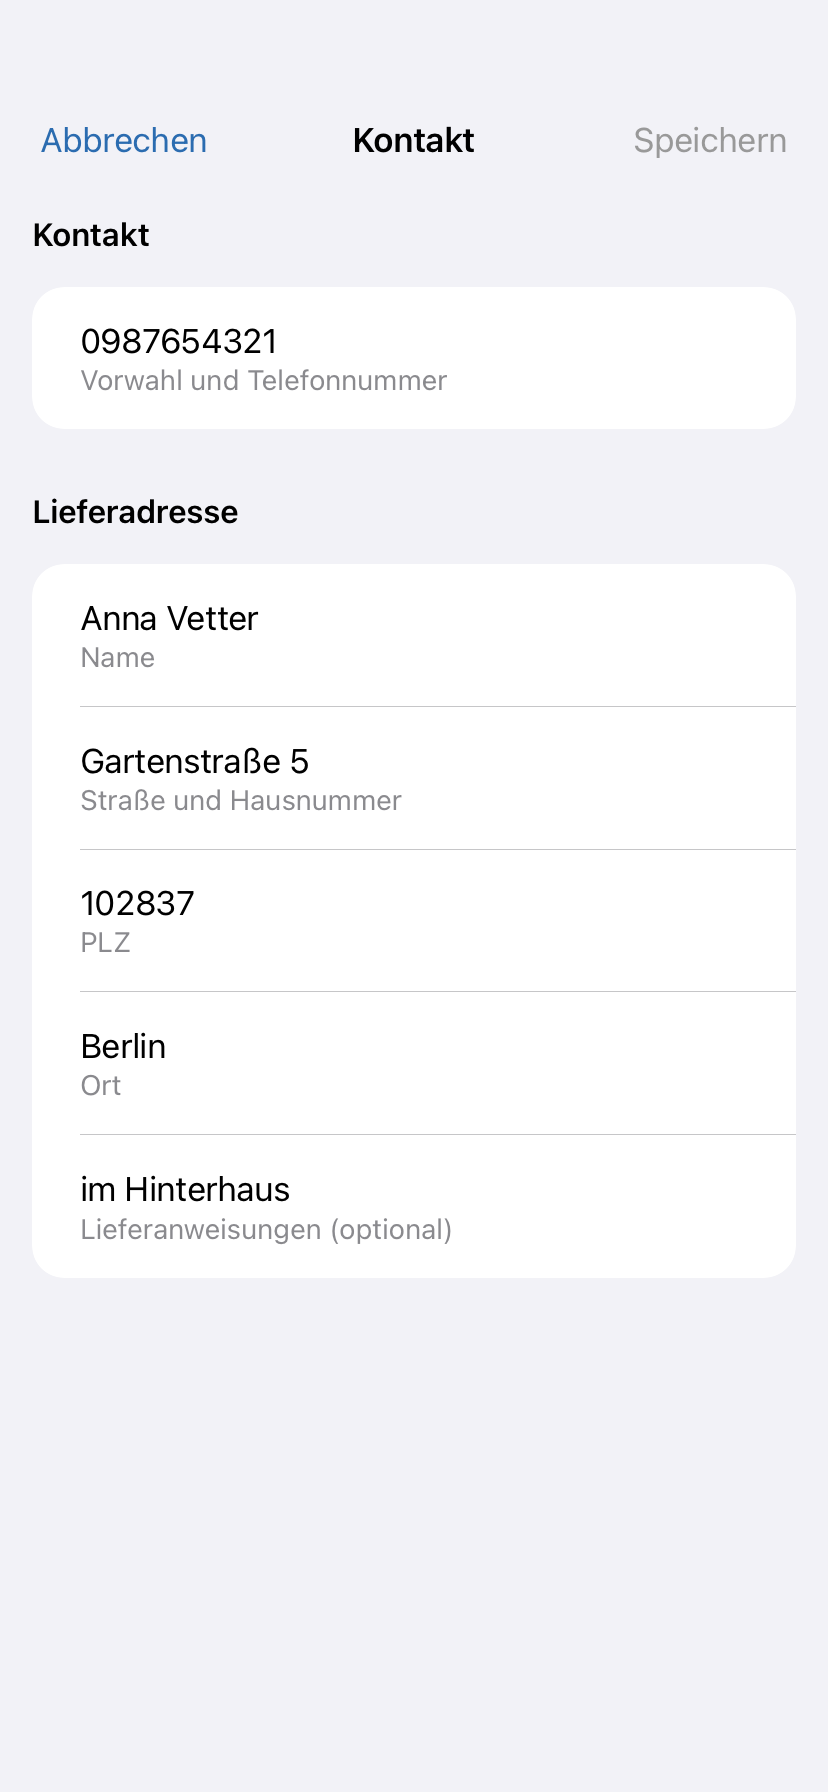 Abbrechen Kontakt Speichern
Kontakt
0987654321
Vorwahl und Telefonnummer
Lieferadresse
Anna Vetter
Name
Gartenstraße 5
Straße und Hausnummer
102837
PLZ
Berlin
Ort
im Hinterhaus
Lieferanweisungen (optional)